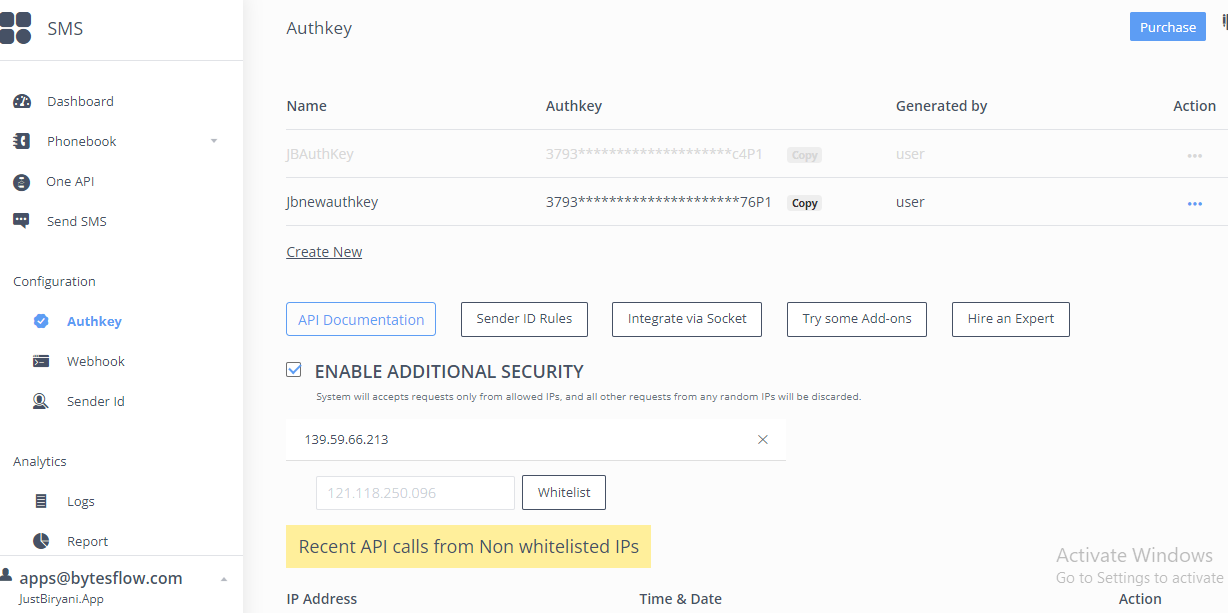 SMS
Dashboard
Phonebook
One API
Send SMS
Configuration
Authkey
Webhook
Sender Id
Analytics
Logs
Report
apps@bytesflow.com
JustBiryani.App
Authkey
Purchase
Name Authkey Generated by Action
JBAuthKey 3793********************c4P1 Copy user
Jbnewauthkey 3793*********************76P1 Copy user
Create New
API Documentation Sender ID Rules Integrate via Socket Try some Add-ons Hire an Expert
ENABLE ADDITIONAL SECURITY
System will accepts requests only from allowed IPs, and all other requests from any random IPs will be discarded.
139.59.66.213
121.118.250.096 Whitelist
Recent API calls from Non whitelisted IPs
IP Address Time & Date Action
Activate Windows
Go to Settings to activate